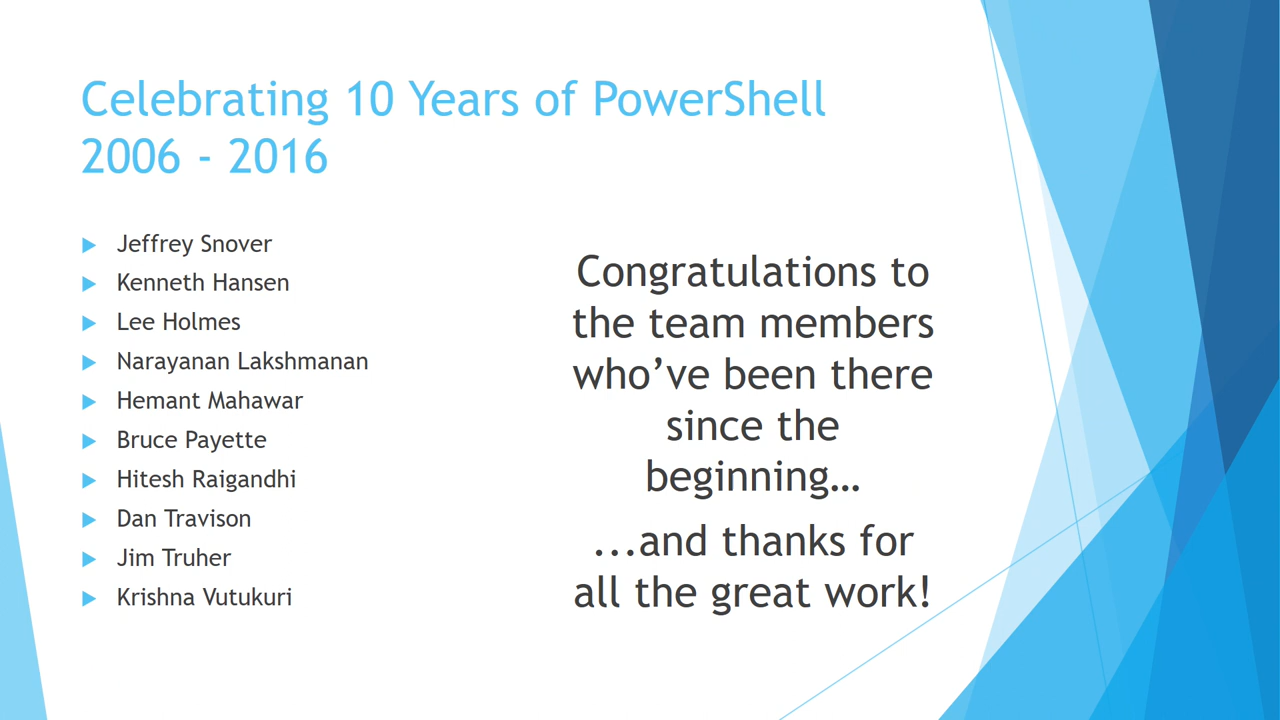 Celebrating 10 Years of PowerShell
2006 - 2016
Jeffrey Snover
Kenneth Hansen
Lee Holmes
Narayanan Lakshmanan
Hemant Mahawar
Bruce Payette
Hitesh Raigandhi
Dan Travison
Jim Truher
Krishna Vutukuri
Congratulations to
the team members
who’ve been there
since the
beginning…
...and thanks for
all the great work!